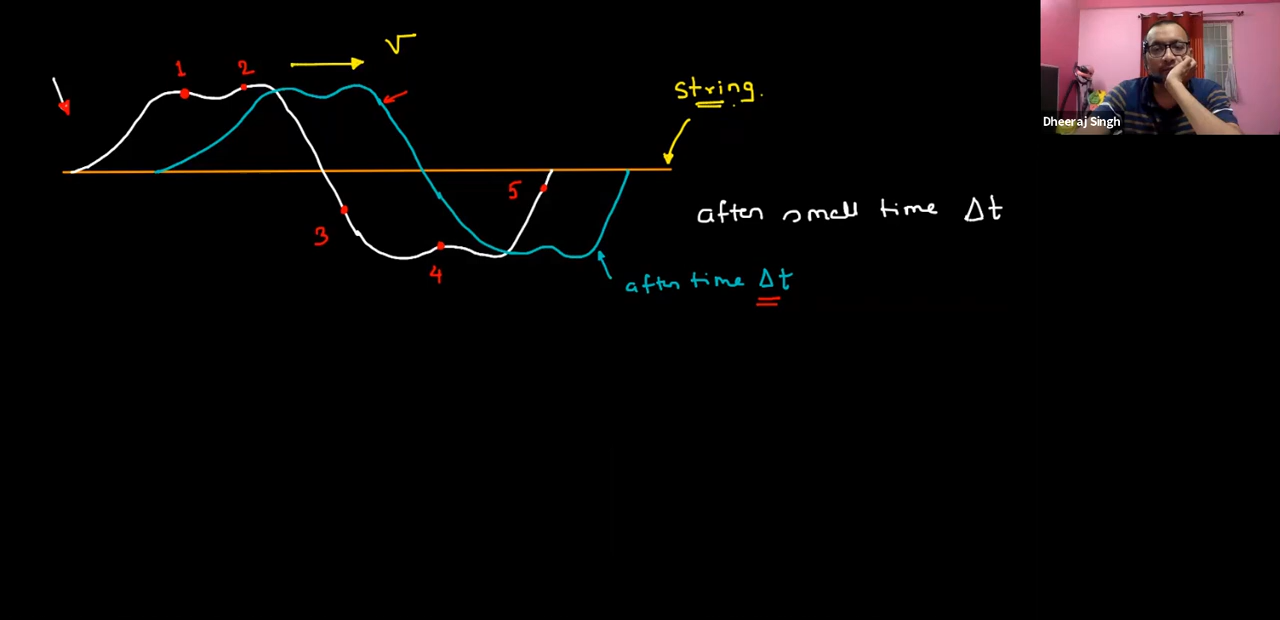 V
1
2
string.
Dheeraj Singh
5
after small time Δt
3
4
after time Δt